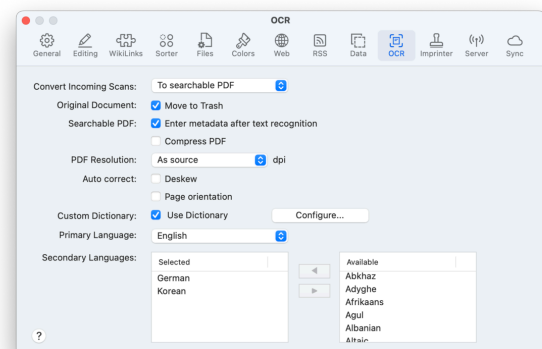 OCR
General Editing WikiLinks Sorter Files Colors Web RSS Data OCR Imprinter Server Sync
Convert Incoming Scans: To searchable PDF
Original Document: Move to Trash
Searchable PDF: Enter metadata after text recognition
Compress PDF
PDF Resolution: As source dpi
Auto correct: Deskew
Page orientation
Custom Dictionary: Use Dictionary Configure...
Primary Language: English
Secondary Languages: Selected Available
German Abkhaz
Korean Adyghe
Afrikaans
Agul
Albanian
Altaic
?